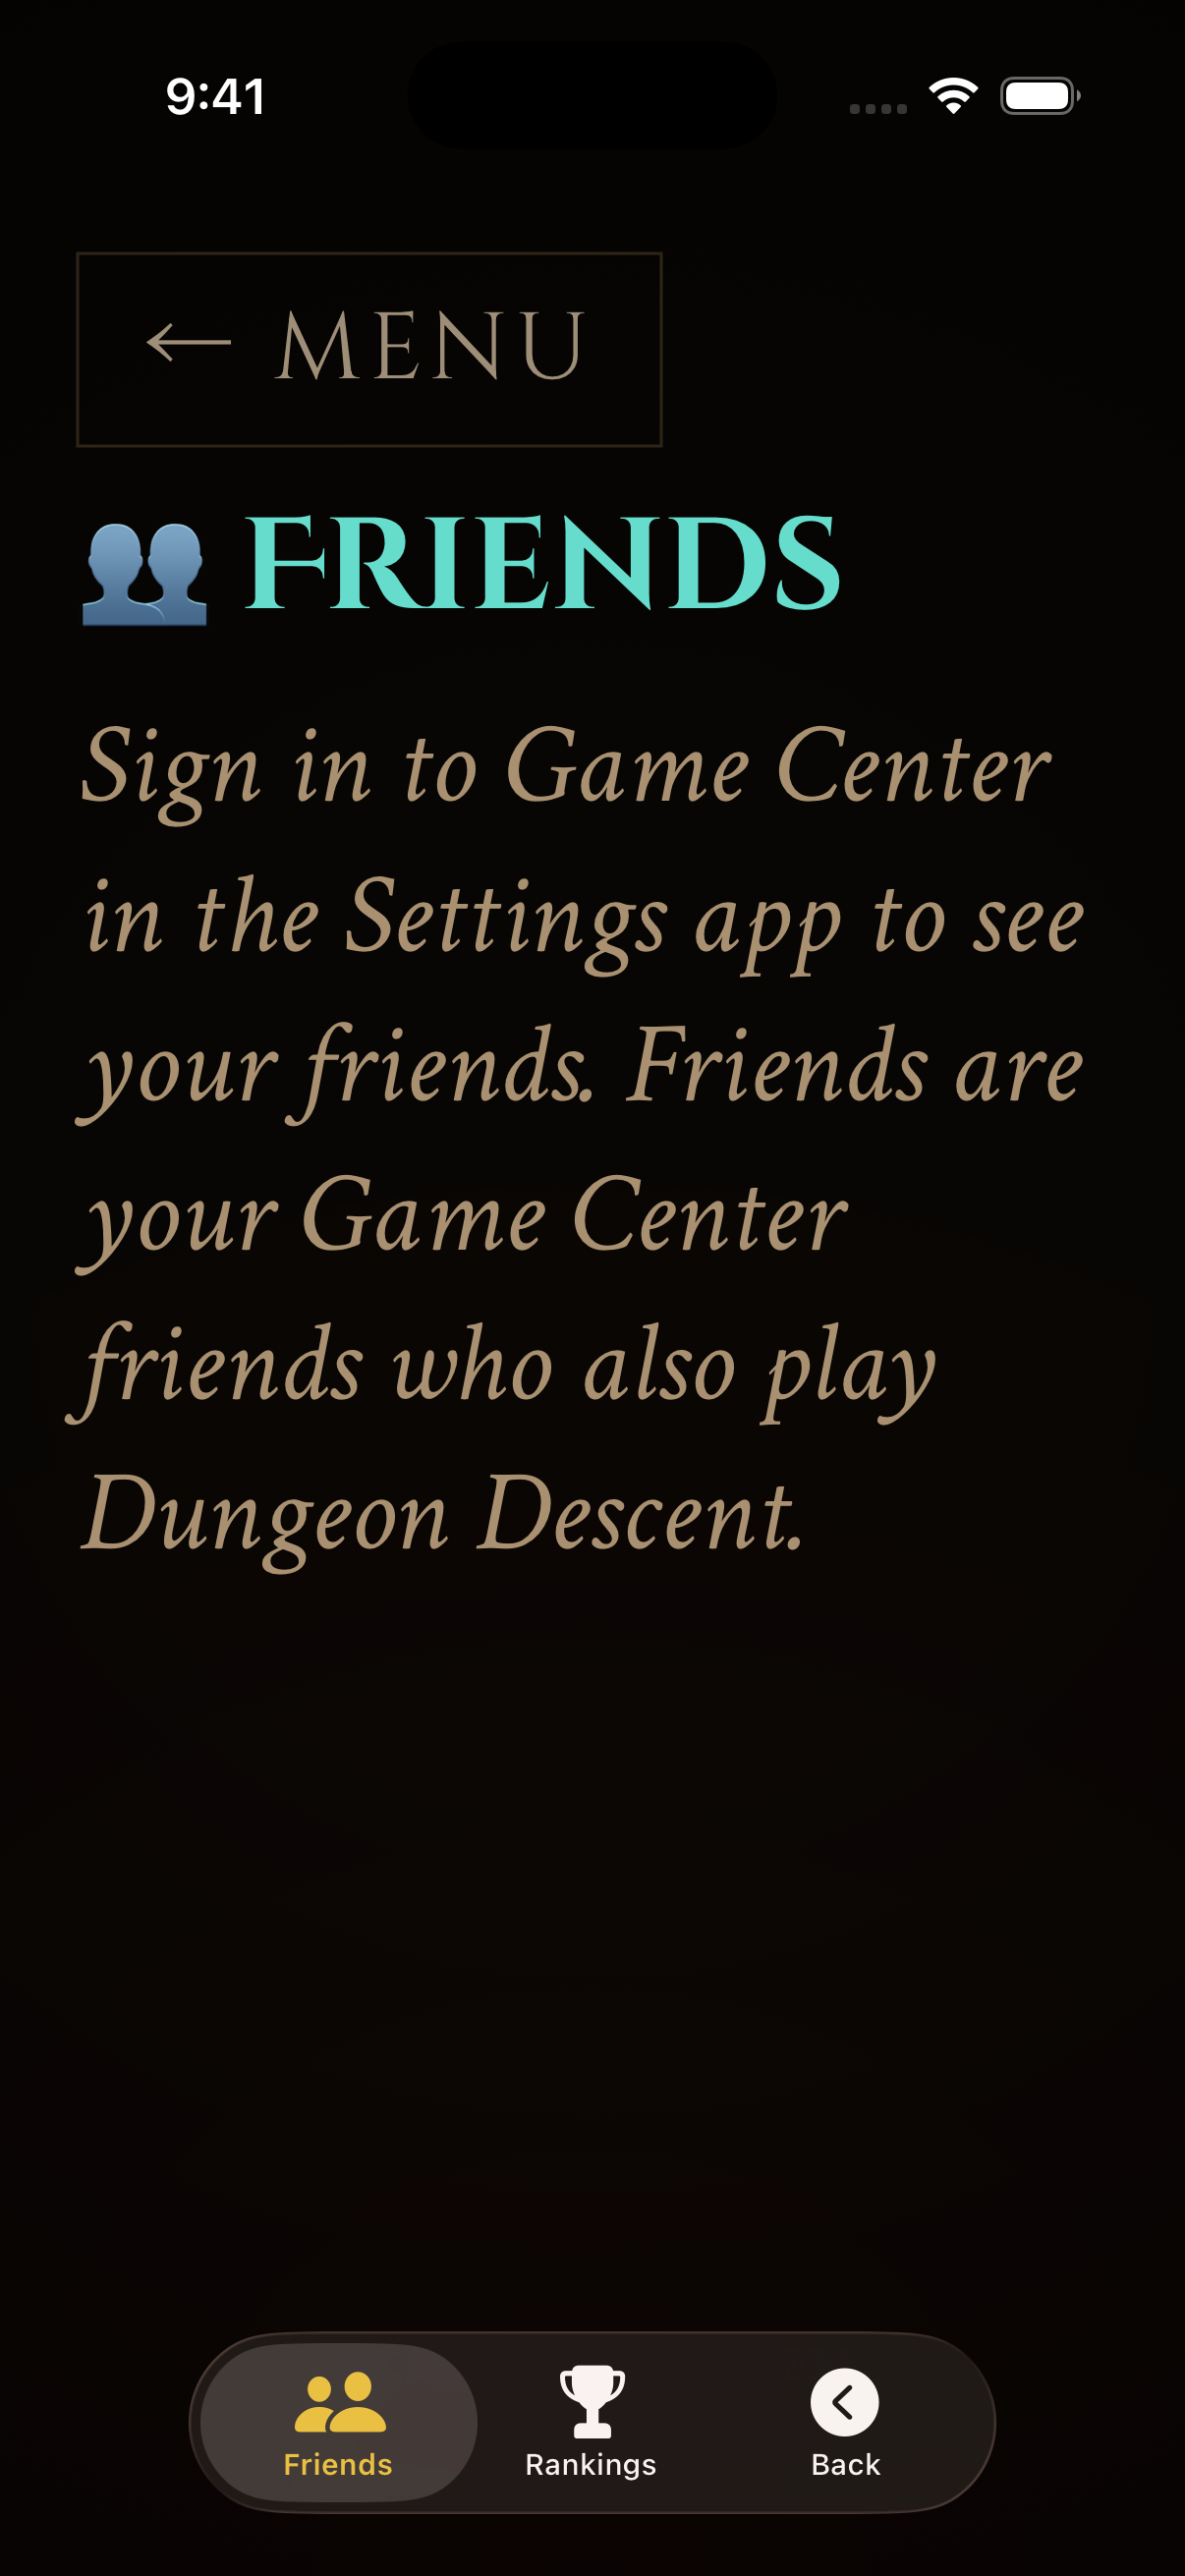 9:41
← MENU
👥 FRIENDS
Sign in to Game Center
in the Settings app to see
your friends. Friends are
your Game Center
friends who also play
Dungeon Descent.
Friends
Rankings
Back